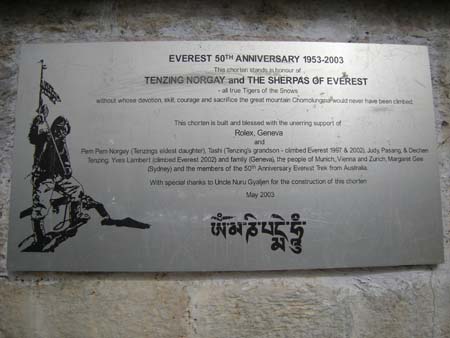 EVEREST 50TH ANNIVERSARY 1953-2003
This chorten stands in honour of
TENZING NORGAY and THE SHERPAS OF EVEREST
- all true Tigers of the Snows
without whose devotion, skill, courage and sacrifice the great mountain Chomolungma would never have been climbed.
This chorten is built and blessed with the unerring support of
Rolex, Geneva
and
Pem Pem Norgay (Tenzing's eldest daughter), Tashi (Tenzing's grandson - climbed Everest 1997 & 2002), Judy, Pasang, & Dechen
Tenzing, Yves Lambert (climbed Everest 2002) and family (Geneva), the people of Munich, Vienna and Zurich, Margaret Gee
(Sydney) and the members of the 50th Anniversary Everest Trek from Australia.
With special thanks to Uncle Nuru Gyaljen for the construction of this chorten
May 2003
ༀམཎིཔདྨེཧཱུྃ